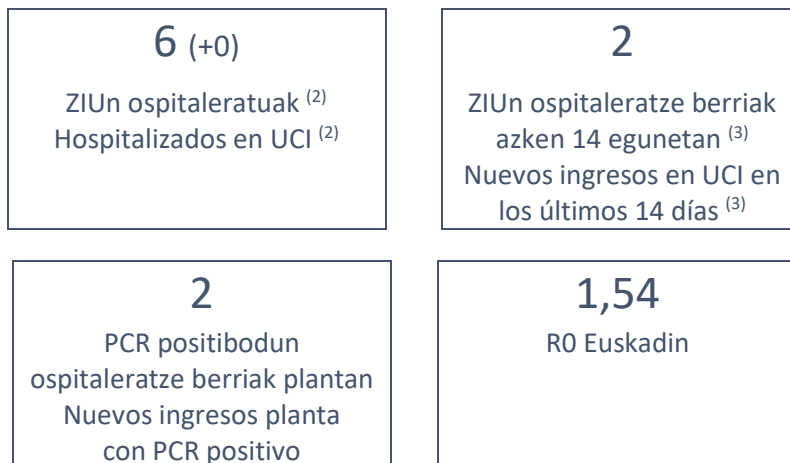 6 (+0)
ZIUn ospitaleratuak (2)
Hospitalizados en UCI (2)
2
ZIUn ospitaleratze berriak
azken 14 egunetan (3)
Nuevos ingresos en UCI en
los últimos 14 días (3)
2
PCR positibodun
ospitaleratze berriak plantan
Nuevos ingresos planta
con PCR positivo
1,54
R0 Euskadin